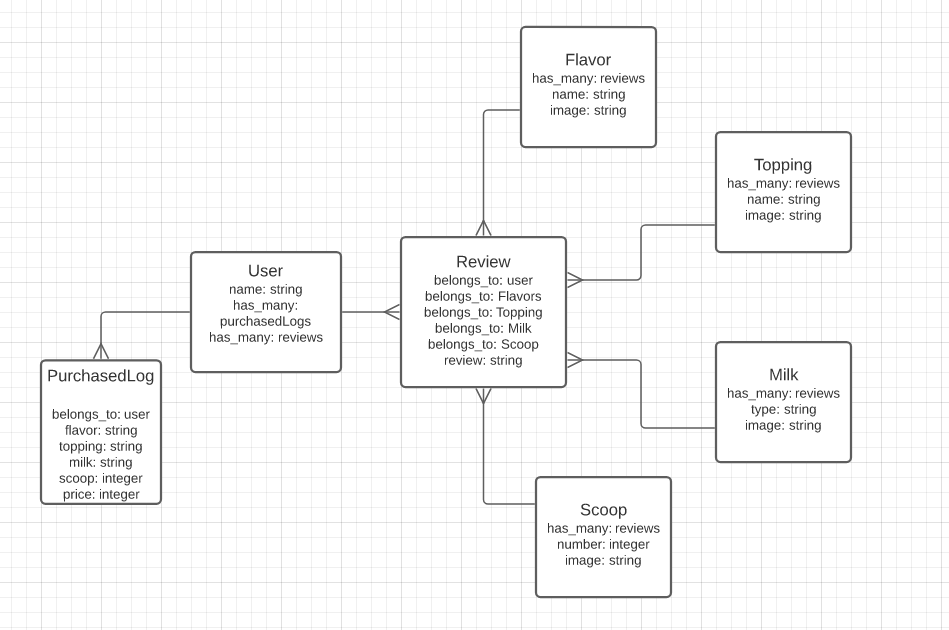 Flavor
has_many: reviews
name: string
image: string
Topping
has_many: reviews
name: string
image: string
User
name: string
has_many:
purchasedLogs
has_many: reviews
Review
belongs_to: user
belongs_to: Flavors
belongs_to: Topping
belongs_to: Milk
belongs_to: Scoop
review: string
PurchasedLog
belongs_to: user
flavor: string
topping: string
milk: string
scoop: integer
price: integer
Milk
has_many: reviews
type: string
image: string
Scoop
has_many: reviews
number: integer
image: string